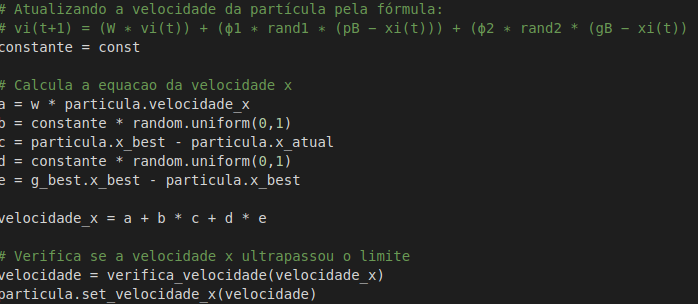 # Atualizando a velocidade da partícula pela fórmula:
# vi(t+1) = (W * vi(t)) + (ϕ1 * rand1 * (pB − xi(t))) + (ϕ2 * rand2 * (gB − xi(t))
constante = const
# Calcula a equacao da velocidade x
a = w * particula.velocidade_x
b = constante * random.uniform(0,1)
c = particula.x_best - particula.x_atual
d = constante * random.uniform(0,1)
e = g_best.x_best - particula.x_best
velocidade_x = a + b * c + d * e
# Verifica se a velocidade x ultrapassou o limite
velocidade = verifica_velocidade(velocidade_x)
particula.set_velocidade_x(velocidade)